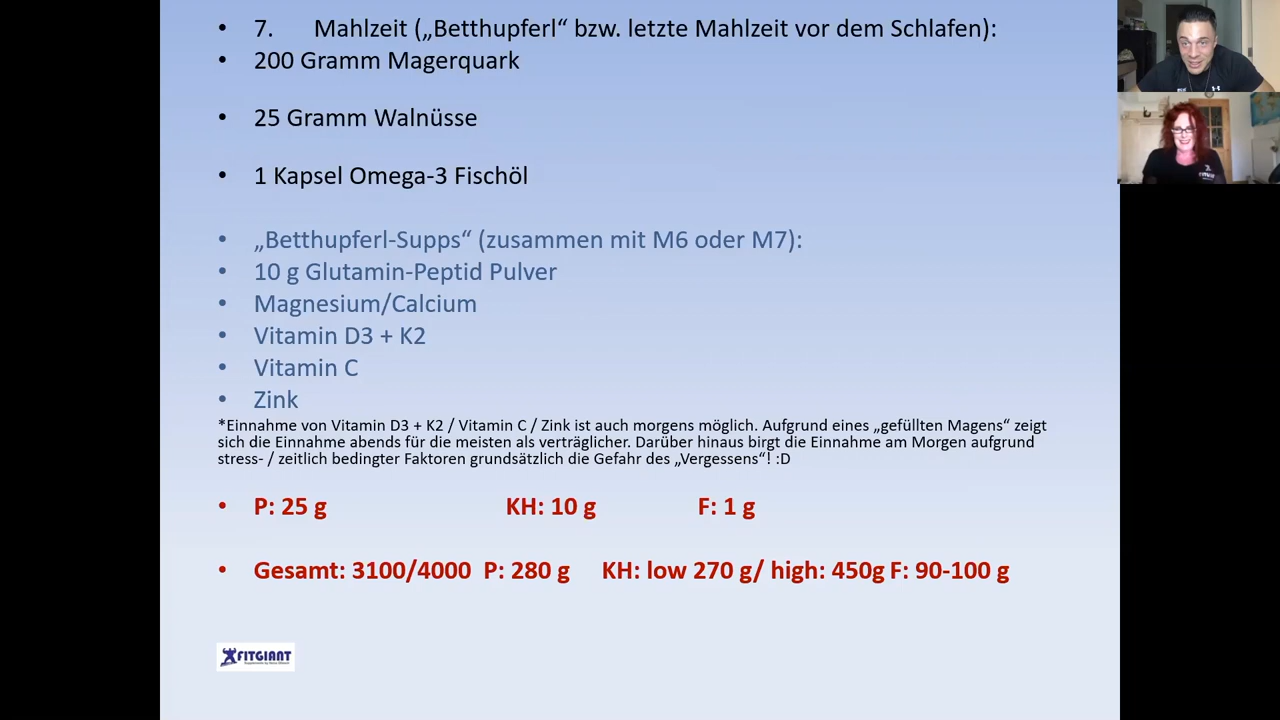 • 7. Mahlzeit („Betthupferl“ bzw. letzte Mahlzeit vor dem Schlafen):
• 200 Gramm Magerquark
• 25 Gramm Walnüsse
• 1 Kapsel Omega-3 Fischöl
• „Betthupferl-Supps“ (zusammen mit M6 oder M7):
• 10 g Glutamin-Peptid Pulver
• Magnesium/Calcium
• Vitamin D3 + K2
• Vitamin C
• Zink
*Einnahme von Vitamin D3 + K2 / Vitamin C / Zink ist auch morgens möglich. Aufgrund eines „gefüllten Magens“ zeigt
sich die Einnahme abends für die meisten als verträglicher. Darüber hinaus birgt die Einnahme am Morgen aufgrund
stress- / zeitlich bedingter Faktoren grundsätzlich die Gefahr des „Vergessens“! :D
• P: 25 g KH: 10 g F: 1 g
• Gesamt: 3100/4000 P: 280 g KH: low 270 g/ high: 450g F: 90-100 g
FITGIANT